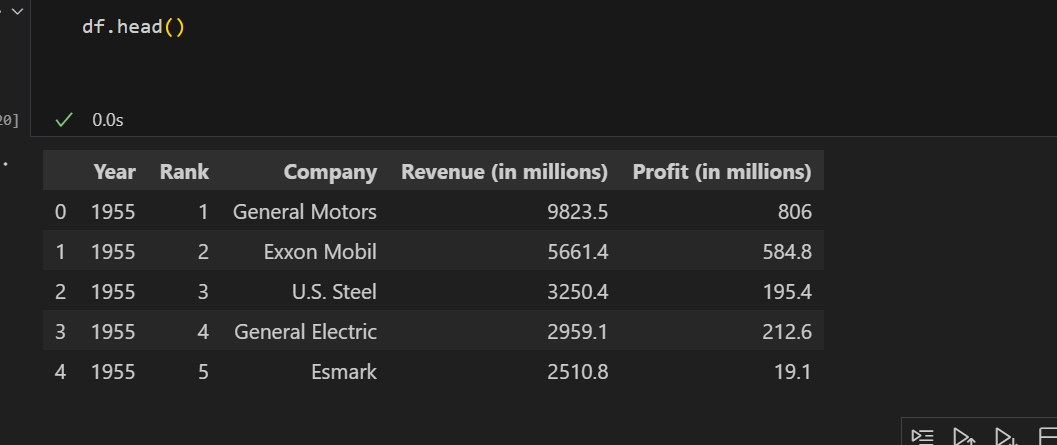 df.head()
20]
0.0s
Year Rank Company Revenue (in millions) Profit (in millions)
0 1955 1 General Motors 9823.5 806
1 1955 2 Exxon Mobil 5661.4 584.8
2 1955 3 U.S. Steel 3250.4 195.4
3 1955 4 General Electric 2959.1 212.6
4 1955 5 Esmark 2510.8 19.1